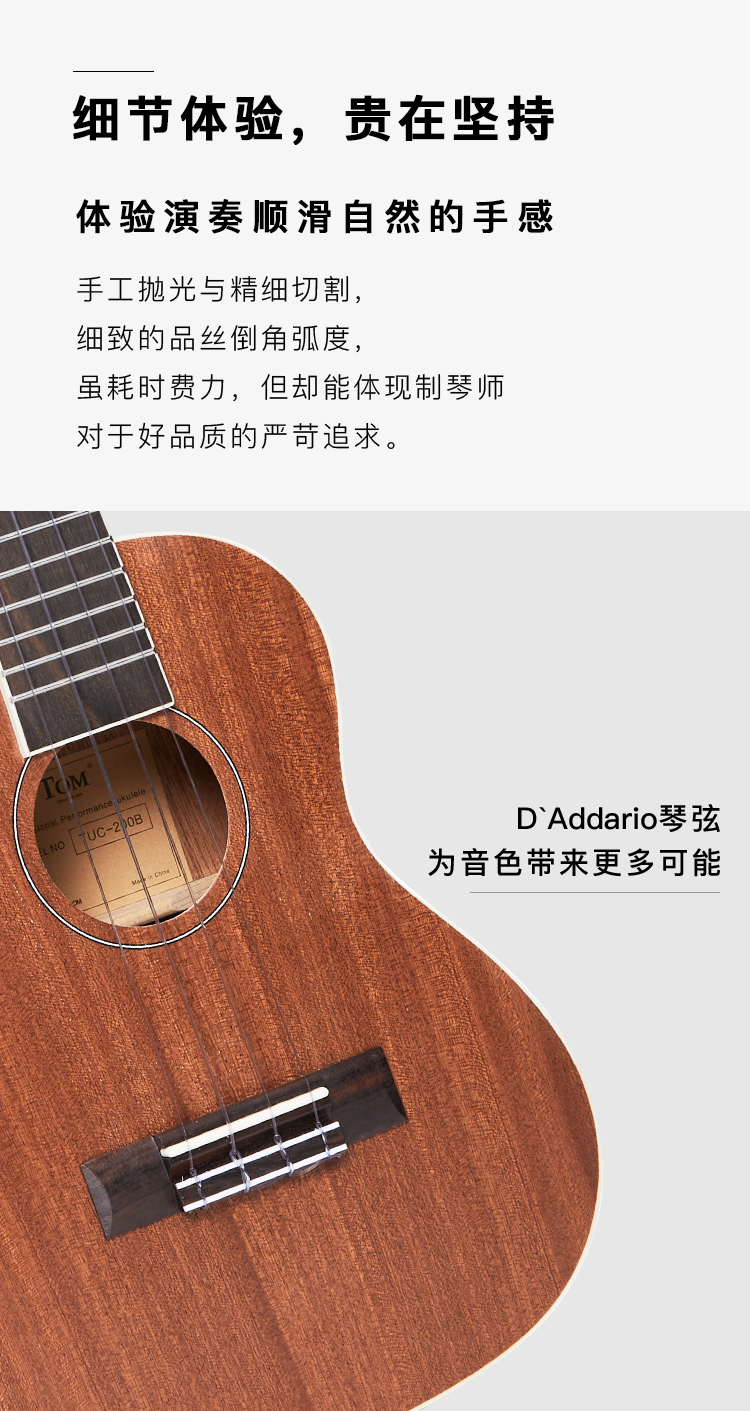 细节体验，贵在坚持
体验演奏顺滑自然的手感
手工抛光与精细切割，
细致的品丝倒角弧度，
虽耗时费力，但却能体现制琴师
对于好品质的严苛追求。
TOM
ional Performance ukulele
L NO TUC-200B
Made in China
OM
D`Addario琴弦
为音色带来更多可能